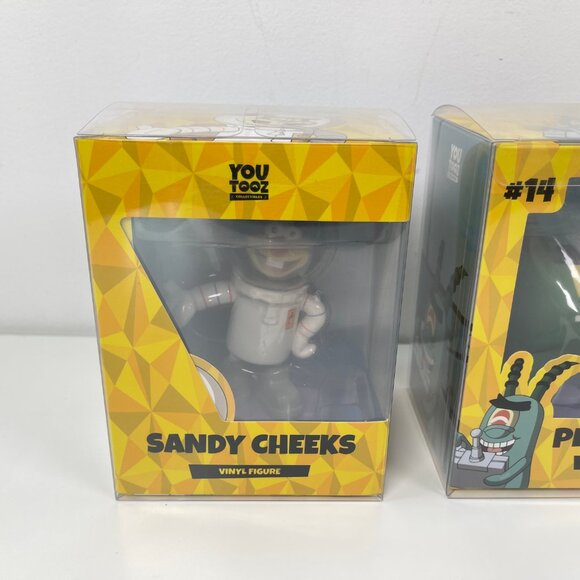 YOU
TOOZ
COLLECTIBLES
SANDY CHEEKS
VINYL FIGURE
YOU
TOOZ
#14
P